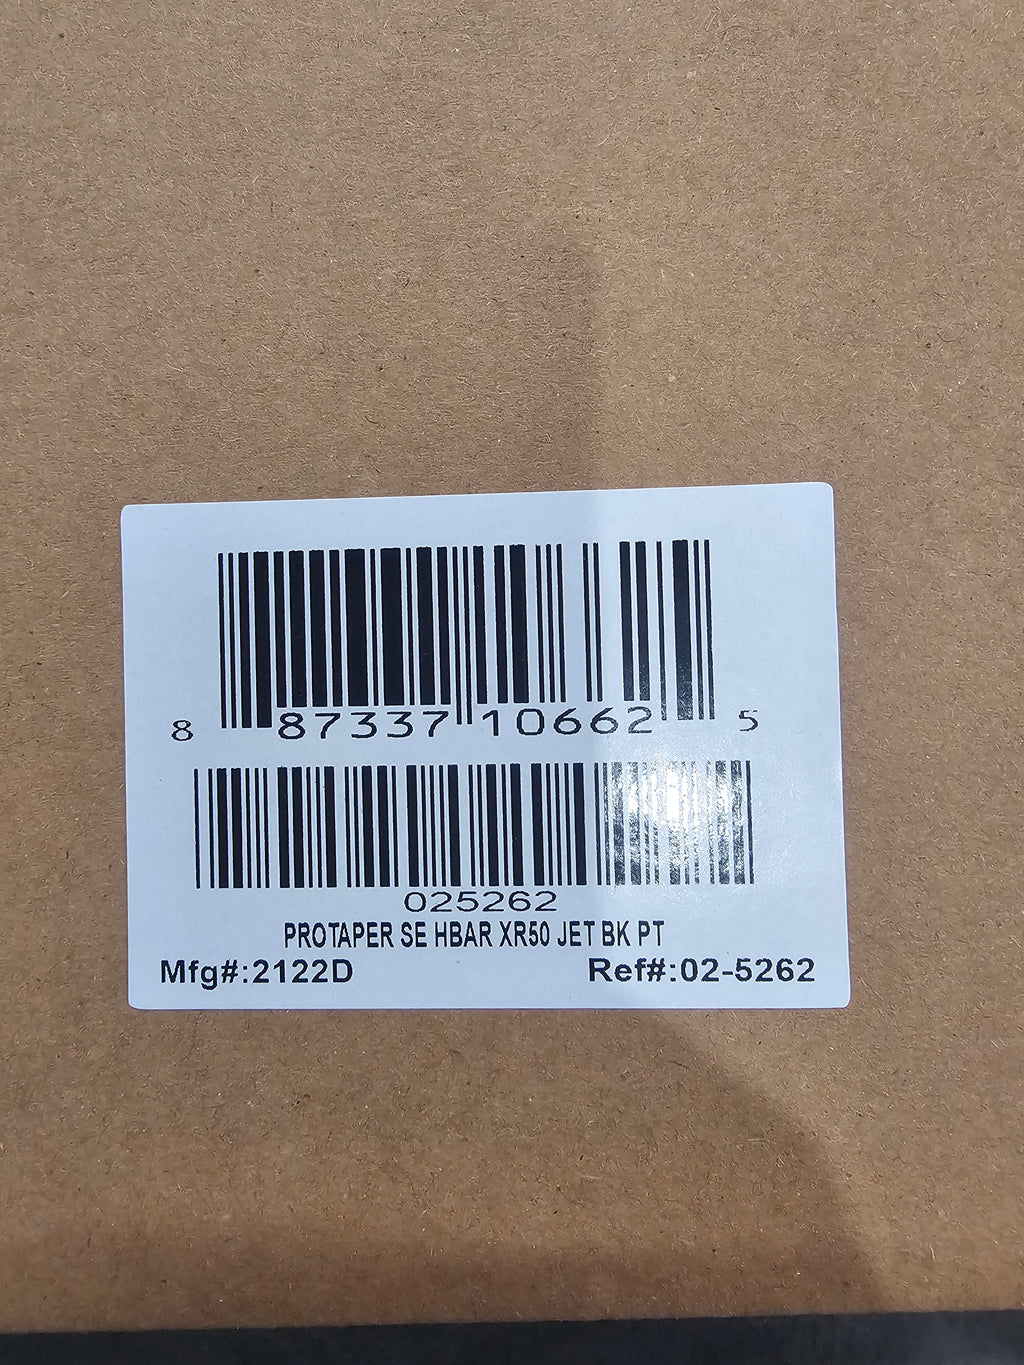 8 87337 10662 5
025262
PROTAPER SE HBAR XR50 JET BK PT
Mfg#:2122D Ref#:02-5262